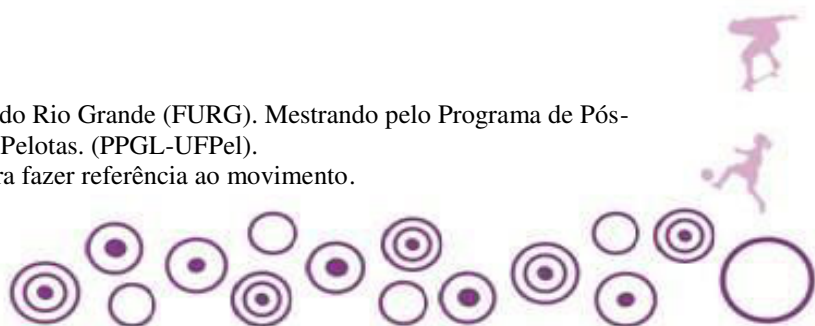 do Rio Grande (FURG). Mestrando pelo Programa de Pós-
Pelotas. (PPGL-UFPel).
ra fazer referência ao movimento.